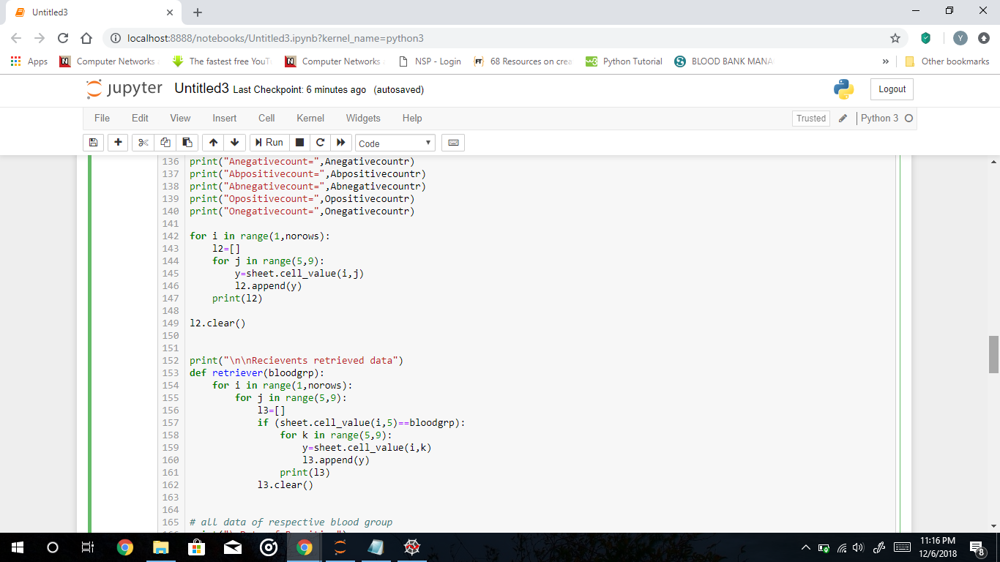 Untitled3
localhost:8888/notebooks/Untitled3.ipynb?kernel_name=python3
Y
Apps
Computer Networks
The fastest free YouT
Computer Networks
NSP - Login
68 Resources on crea
Python Tutorial
BLOOD BANK MANA
»
Other bookmarks
jupyter Untitled3 Last Checkpoint: 6 minutes ago (autosaved)
Logout
File Edit View Insert Cell Kernel Widgets Help
Trusted
Python 3
Run
Code
136 print("Anegativecount=",Anegativecountr)
137 print("Abpositivecount=",Abpositivecountr)
138 print("Abnegativecount=",Abnegativecountr)
139 print("Opositivecount=",Opositivecountr)
140 print("Onegativecount=",Onegativecountr)
141
142 for i in range(1,norows):
143     l2=[]
144     for j in range(5,9):
145         y=sheet.cell_value(i,j)
146         l2.append(y)
147     print(l2)
148
149 l2.clear()
150
151
152 print("\n\nRecievents retrieved data")
153 def retriever(bloodgrp):
154     for i in range(1,norows):
155         for j in range(5,9):
156             l3=[]
157             if (sheet.cell_value(i,5)==bloodgrp):
158                 for k in range(5,9):
159                     y=sheet.cell_value(i,k)
160                     l3.append(y)
161                 print(l3)
162             l3.clear()
163
164
165 # all data of respective blood group
11:16 PM
12/6/2018
8